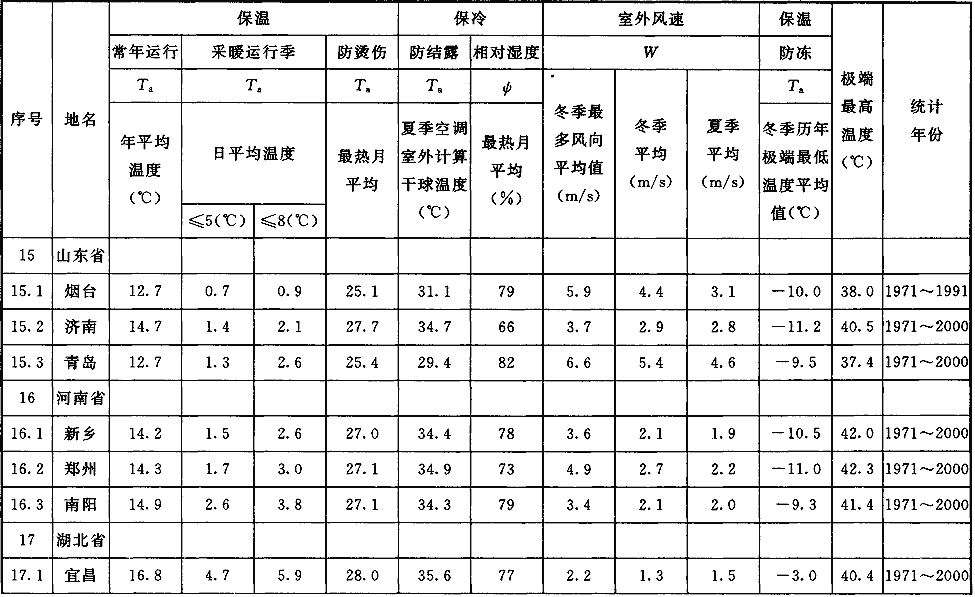 序号 地名 保温 保冷 室外风速 保温 极端最高温度(℃) 统计年份
常年运行 采暖运行季 防烫伤 防结露 相对湿度 W 防冻
Ta Ta Ta Ta ψ Ta
年平均温度(℃) 日平均温度 最热月平均 夏季空调室外计算干球温度(℃) 最热月平均(%) 冬季最多风向平均值(m/s) 冬季平均(m/s) 夏季平均(m/s) 冬季历年极端最低温度平均值(℃)
≤5(℃) ≤8(℃)
15 山东省
15.1 烟台 12.7 0.7 0.9 25.1 31.1 79 5.9 4.4 3.1 −10.0 38.0 1971～1991
15.2 济南 14.7 1.4 2.1 27.7 34.7 66 3.7 2.9 2.8 −11.2 40.5 1971～2000
15.3 青岛 12.7 1.3 2.6 25.4 29.4 82 6.6 5.4 4.6 −9.5 37.4 1971～2000
16 河南省
16.1 新乡 14.2 1.5 2.6 27.0 34.4 78 3.6 2.1 1.9 −10.5 42.0 1971～2000
16.2 郑州 14.3 1.7 3.0 27.1 34.9 73 4.9 2.7 2.2 −11.0 42.3 1971～2000
16.3 南阳 14.9 2.6 3.8 27.1 34.3 79 3.4 2.1 2.0 −9.3 41.4 1971～2000
17 湖北省
17.1 宜昌 16.8 4.7 5.9 28.0 35.6 77 2.2 1.3 1.5 −3.0 40.4 1971～2000